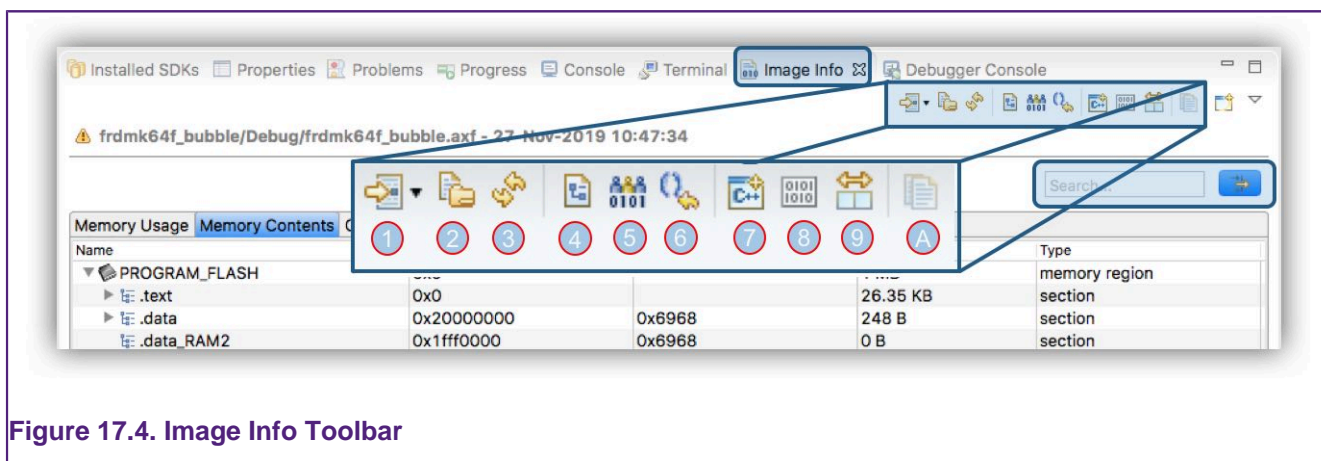 Installed SDKs Properties Problems Progress Console Terminal Image Info Debugger Console
frdmk64f_bubble/Debug/frdmk64f_bubble.axf - 27-Nov-2019 10:47:34
Search...
C++ 0101 1010
0101
1 2 3 4 5 6 7 8 9 A
Memory Usage Memory Contents
Name Type
PROGRAM_FLASH memory region
.text 0x0 26.35 KB section
.data 0x20000000 0x6968 248 B section
.data_RAM2 0x1fff0000 0x6968 0 B section
Figure 17.4. Image Info Toolbar